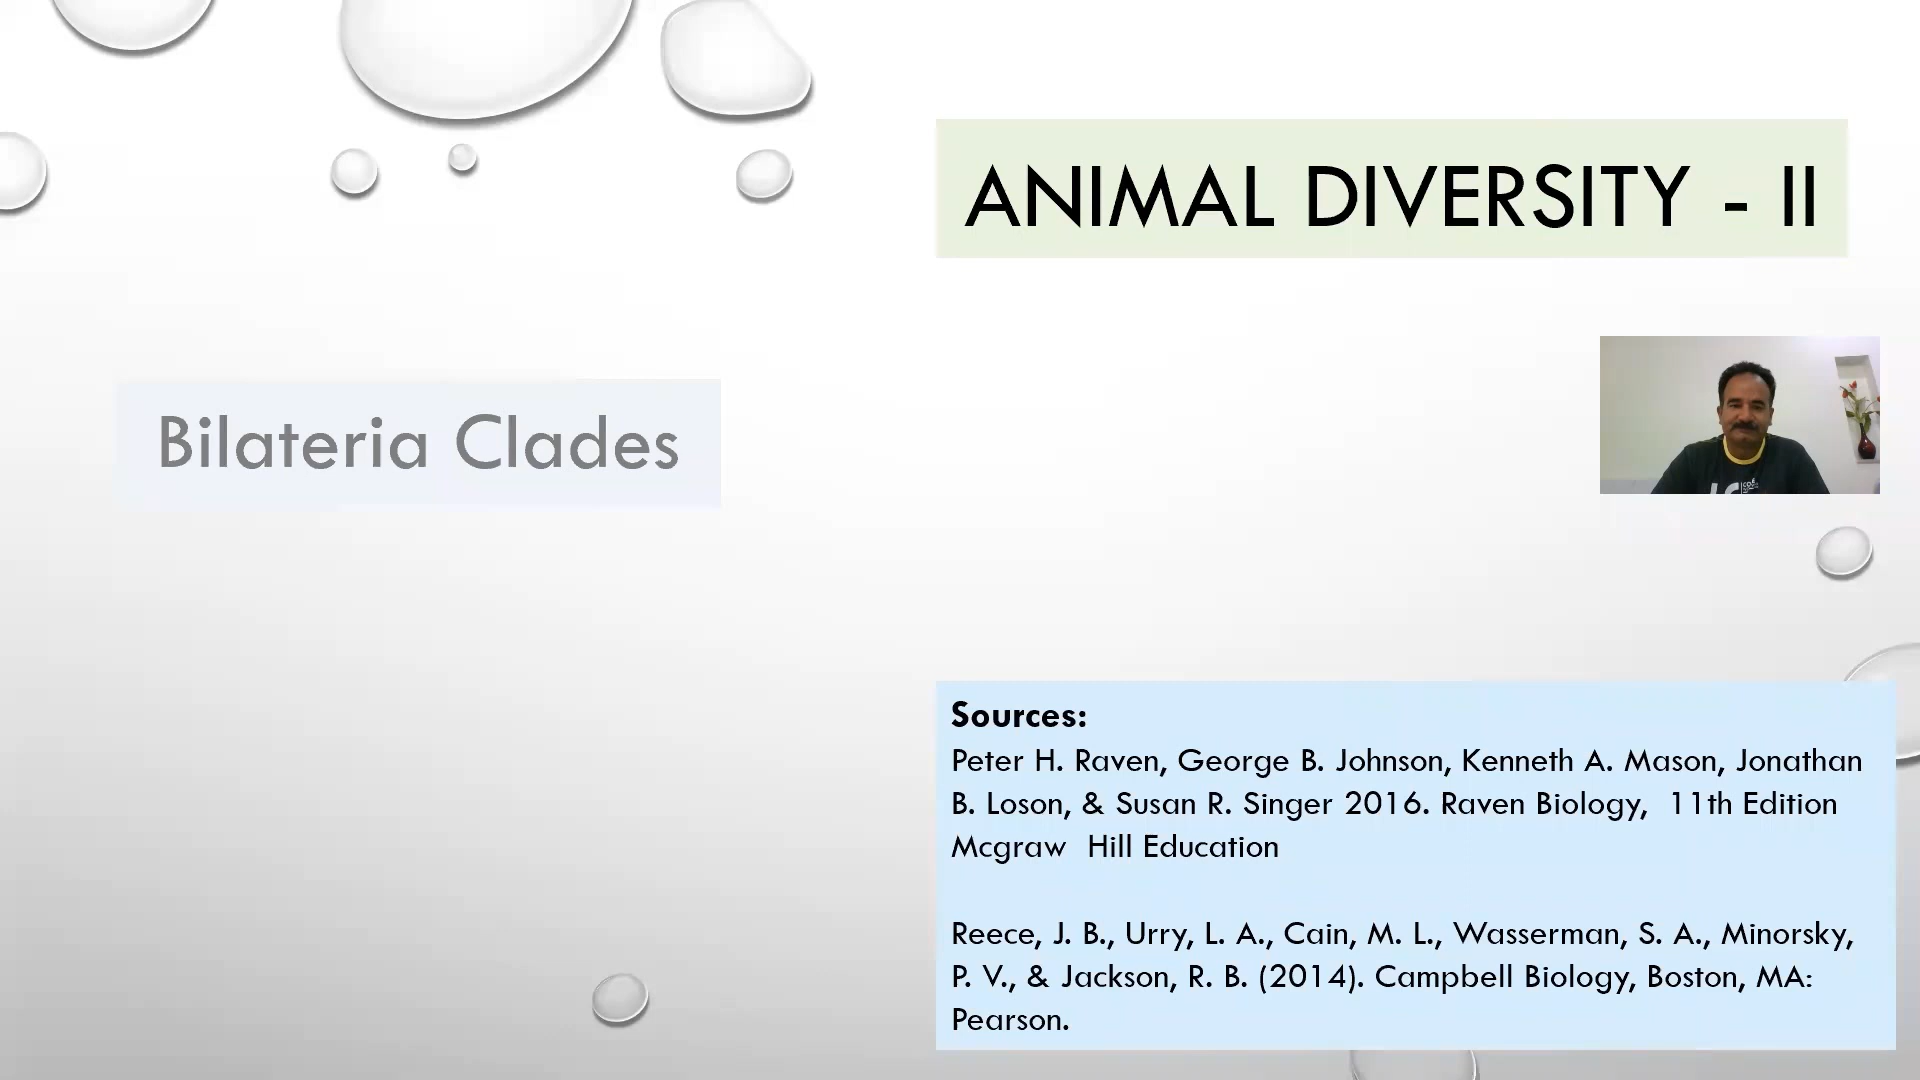 ANIMAL DIVERSITY - II
Bilateria Clades
Sources:
Peter H. Raven, George B. Johnson, Kenneth A. Mason, Jonathan
B. Loson, & Susan R. Singer 2016. Raven Biology,  11th Edition
Mcgraw  Hill Education
Reece, J. B., Urry, L. A., Cain, M. L., Wasserman, S. A., Minorsky,
P. V., & Jackson, R. B. (2014). Campbell Biology, Boston, MA:
Pearson.